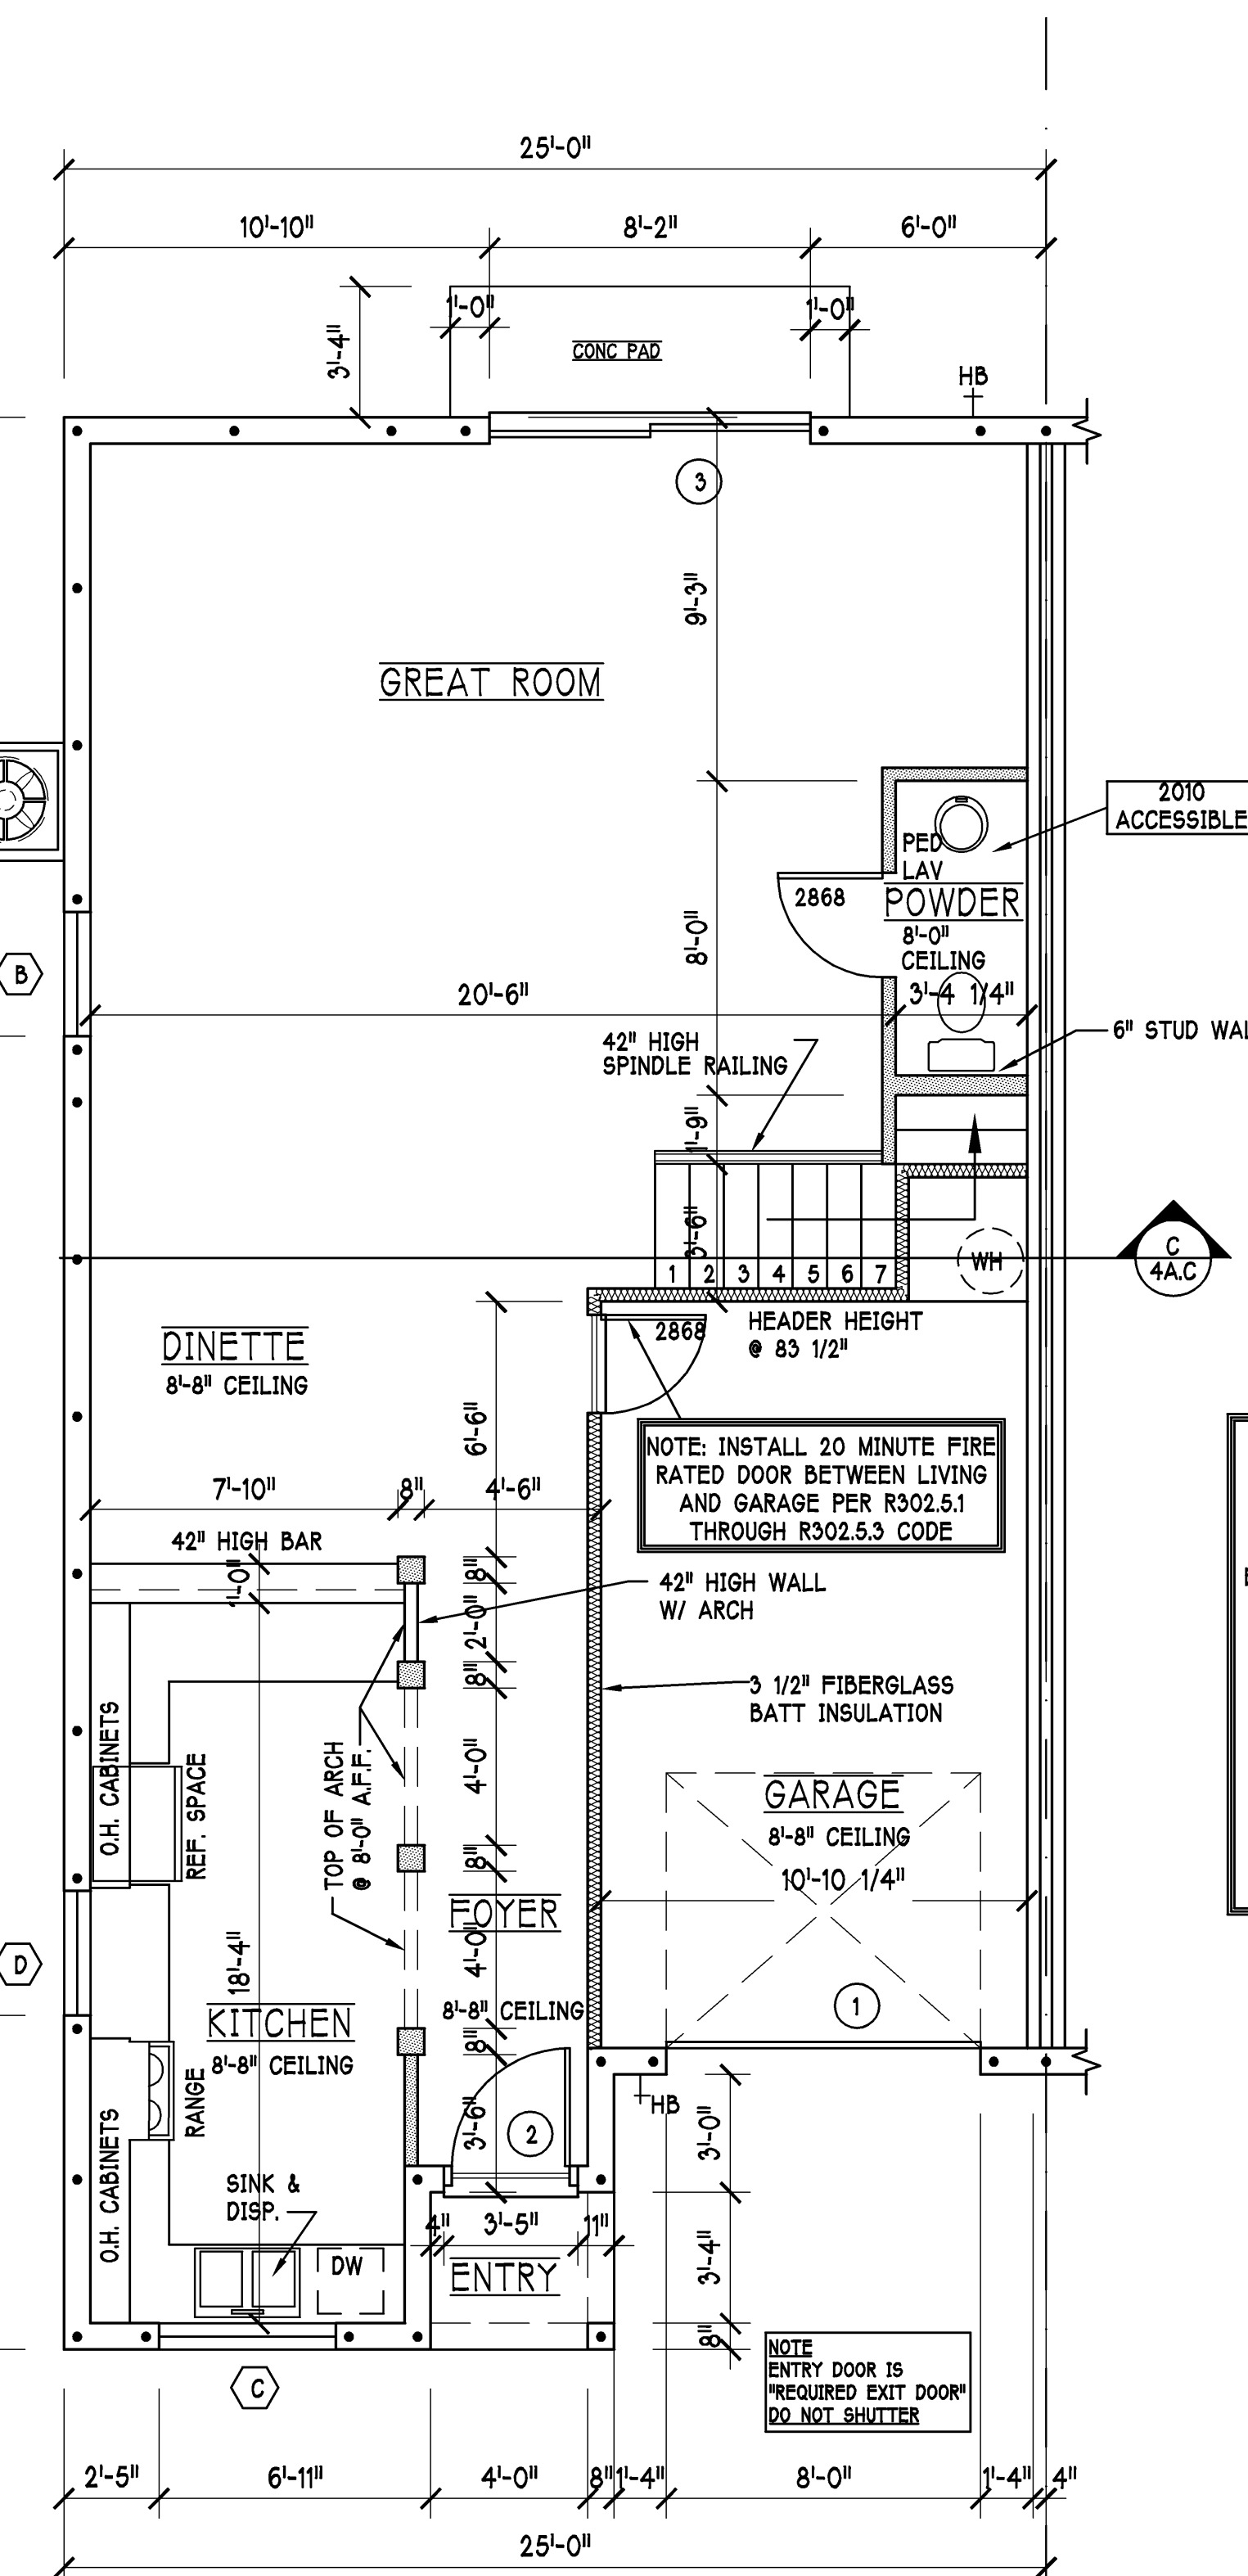 25'-0"
10'-10" 8'-2" 6'-0"
1'-0" 1'-0"
3'-4"
CONC PAD
HB
3
9'-3"
GREAT ROOM
2010
ACCESSIBLE
PED
LAV
2868
POWDER
8'-0"
8'-0"
CEILING
B
20'-6" 3'-4 1/4"
42" HIGH
SPINDLE RAILING
6" STUD WAL
1'-9"
3'-6"
1 2 3 4 5 6 7
WH
C
4A.C
2868
HEADER HEIGHT
@ 83 1/2"
DINETTE
8'-8" CEILING
6'-6"
NOTE: INSTALL 20 MINUTE FIRE
RATED DOOR BETWEEN LIVING
AND GARAGE PER R302.5.1
THROUGH R302.5.3 CODE
7'-10" 8" 4'-6"
42" HIGH BAR
1'-0"
8"
2'-0"
8"
42" HIGH WALL
W/ ARCH
3 1/2" FIBERGLASS
BATT INSULATION
O.H. CABINETS
REF. SPACE
TOP OF ARCH
@ 8'-0" A.F.F.
4'-0"
8"
GARAGE
8'-8" CEILING
10'-10 1/4"
FOYER
4'-0"
18'-4"
D
1
8'-8" CEILING
KITCHEN
8'-8" CEILING
8"
RANGE
HB
3'-6"
2
3'-0"
O.H. CABINETS
SINK &
DISP.
4" 3'-5" 11"
DW
ENTRY
3'-4"
8"
NOTE
ENTRY DOOR IS
"REQUIRED EXIT DOOR"
DO NOT SHUTTER
C
2'-5" 6'-11" 4'-0" 8" 1'-4" 8'-0" 1'-4" 4"
25'-0"